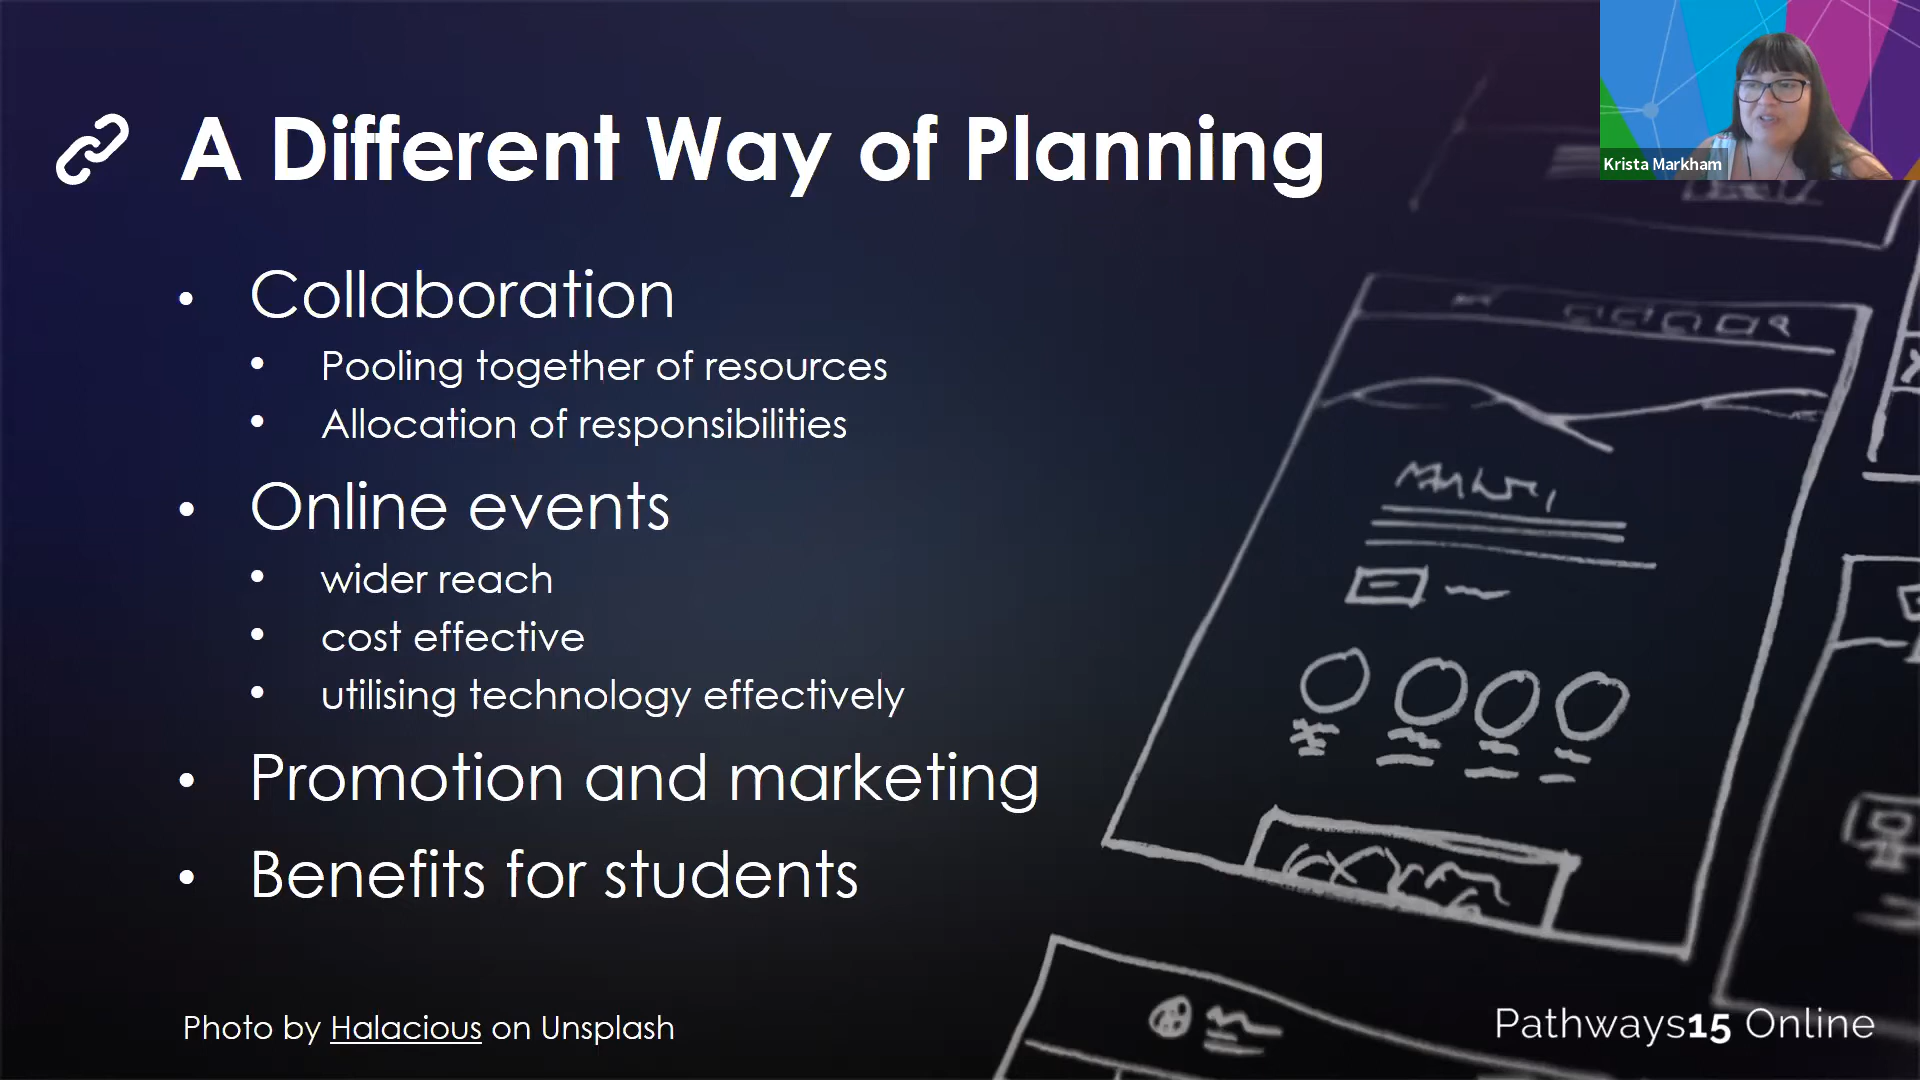 A Different Way of Planning
Krista Markham
• Collaboration
• Pooling together of resources
• Allocation of responsibilities
• Online events
• wider reach
• cost effective
• utilising technology effectively
• Promotion and marketing
• Benefits for students
Photo by Halacious on Unsplash
Pathways15 Online